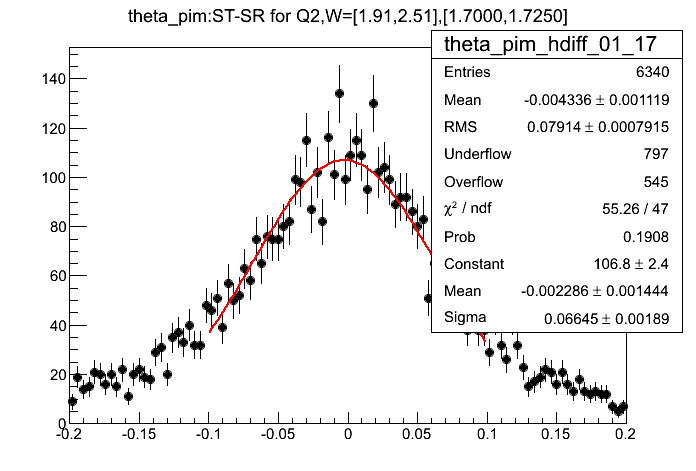 theta_pim:ST-SR for Q2,W=[1.91,2.51],[1.7000,1.7250]
theta_pim_hdiff_01_17
Entries 6340
Mean -0.004336 ± 0.001119
RMS 0.07914 ± 0.0007915
Underflow 797
Overflow 545
χ² / ndf 55.26 / 47
Prob 0.1908
Constant 106.8 ± 2.4
Mean -0.002286 ± 0.001444
Sigma 0.06645 ± 0.00189
140
120
100
80
60
40
20
0
-0.2 -0.15 -0.1 -0.05 0 0.05 0.1 0.15 0.2